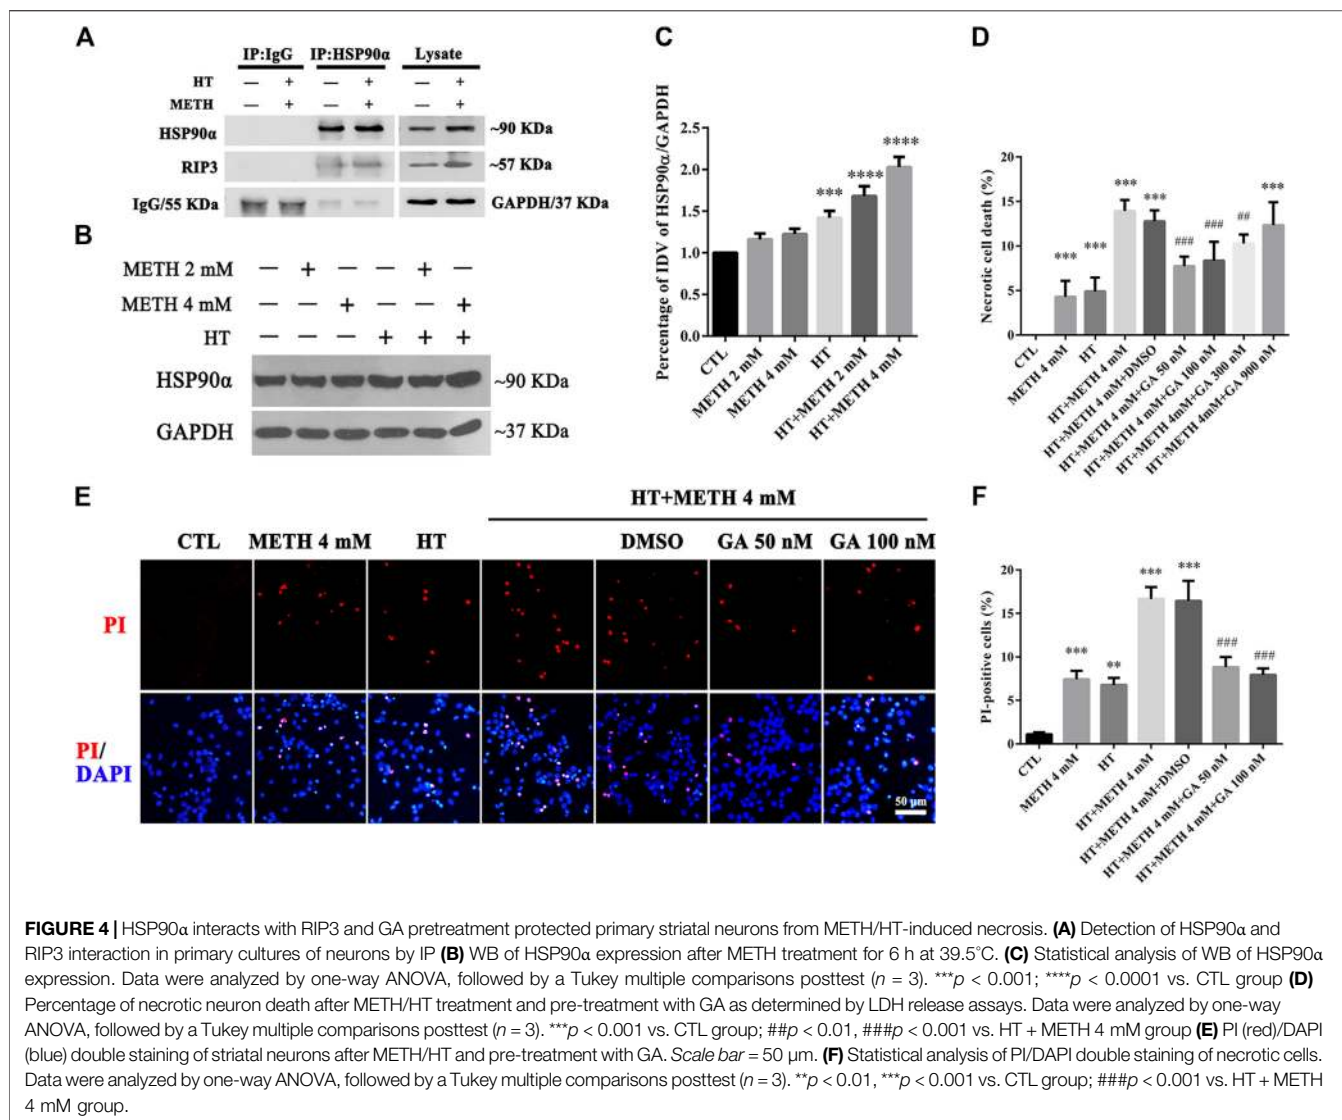 A
IP:IgG IP:HSP90α Lysate
HT — + — + — +
METH — + — + — +
HSP90α ~90 KDa
RIP3 ~57 KDa
IgG/55 KDa GAPDH/37 KDa
B
METH 2 mM — + — — + —
METH 4 mM — — + — — +
HT — — — + + +
HSP90α ~90 KDa
GAPDH ~37 KDa
C
Percentage of IDV of HSP90α/GAPDH
2.5
2.0
1.5
1.0
0.5
0.0
*** **** ****
CTL
METH 2 mM
METH 4 mM
HT
HT+METH 2 mM
HT+METH 4 mM
D
Necrotic cell death (%)
20
15
10
5
0
*** *** *** *** ### ### ## ***
CTL
METH 4 mM
HT
HT+METH 4 mM
HT+METH 4 mM+DMSO
HT+METH 4 mM+GA 50 nM
HT+METH 4 mM+GA 100 nM
HT+METH 4mM+GA 300 nM
HT+METH 4mM+GA 900 nM
E
HT+METH 4 mM
CTL METH 4 mM HT DMSO GA 50 nM GA 100 nM
PI
PI/
DAPI
50 μm
F
PI-positive cells (%)
20
15
10
5
0
*** ** *** *** ### ###
CTL
METH 4 mM
HT
HT+METH 4 mM
HT+METH 4 mM+DMSO
HT+METH 4 mM+GA 50 nM
HT+METH 4 mM+GA 100 nM
FIGURE 4 | HSP90α interacts with RIP3 and GA pretreatment protected primary striatal neurons from METH/HT-induced necrosis. (A) Detection of HSP90α and
RIP3 interaction in primary cultures of neurons by IP (B) WB of HSP90α expression after METH treatment for 6 h at 39.5°C. (C) Statistical analysis of WB of HSP90α
expression. Data were analyzed by one-way ANOVA, followed by a Tukey multiple comparisons posttest (n = 3). ***p < 0.001; ****p < 0.0001 vs. CTL group (D)
Percentage of necrotic neuron death after METH/HT treatment and pre-treatment with GA as determined by LDH release assays. Data were analyzed by one-way
ANOVA, followed by a Tukey multiple comparisons posttest (n = 3). ***p < 0.001 vs. CTL group; ##p < 0.01, ###p < 0.001 vs. HT + METH 4 mM group (E) PI (red)/DAPI
(blue) double staining of striatal neurons after METH/HT and pre-treatment with GA. Scale bar = 50 μm. (F) Statistical analysis of PI/DAPI double staining of necrotic cells.
Data were analyzed by one-way ANOVA, followed by a Tukey multiple comparisons posttest (n = 3). **p < 0.01, ***p < 0.001 vs. CTL group; ###p < 0.001 vs. HT + METH
4 mM group.